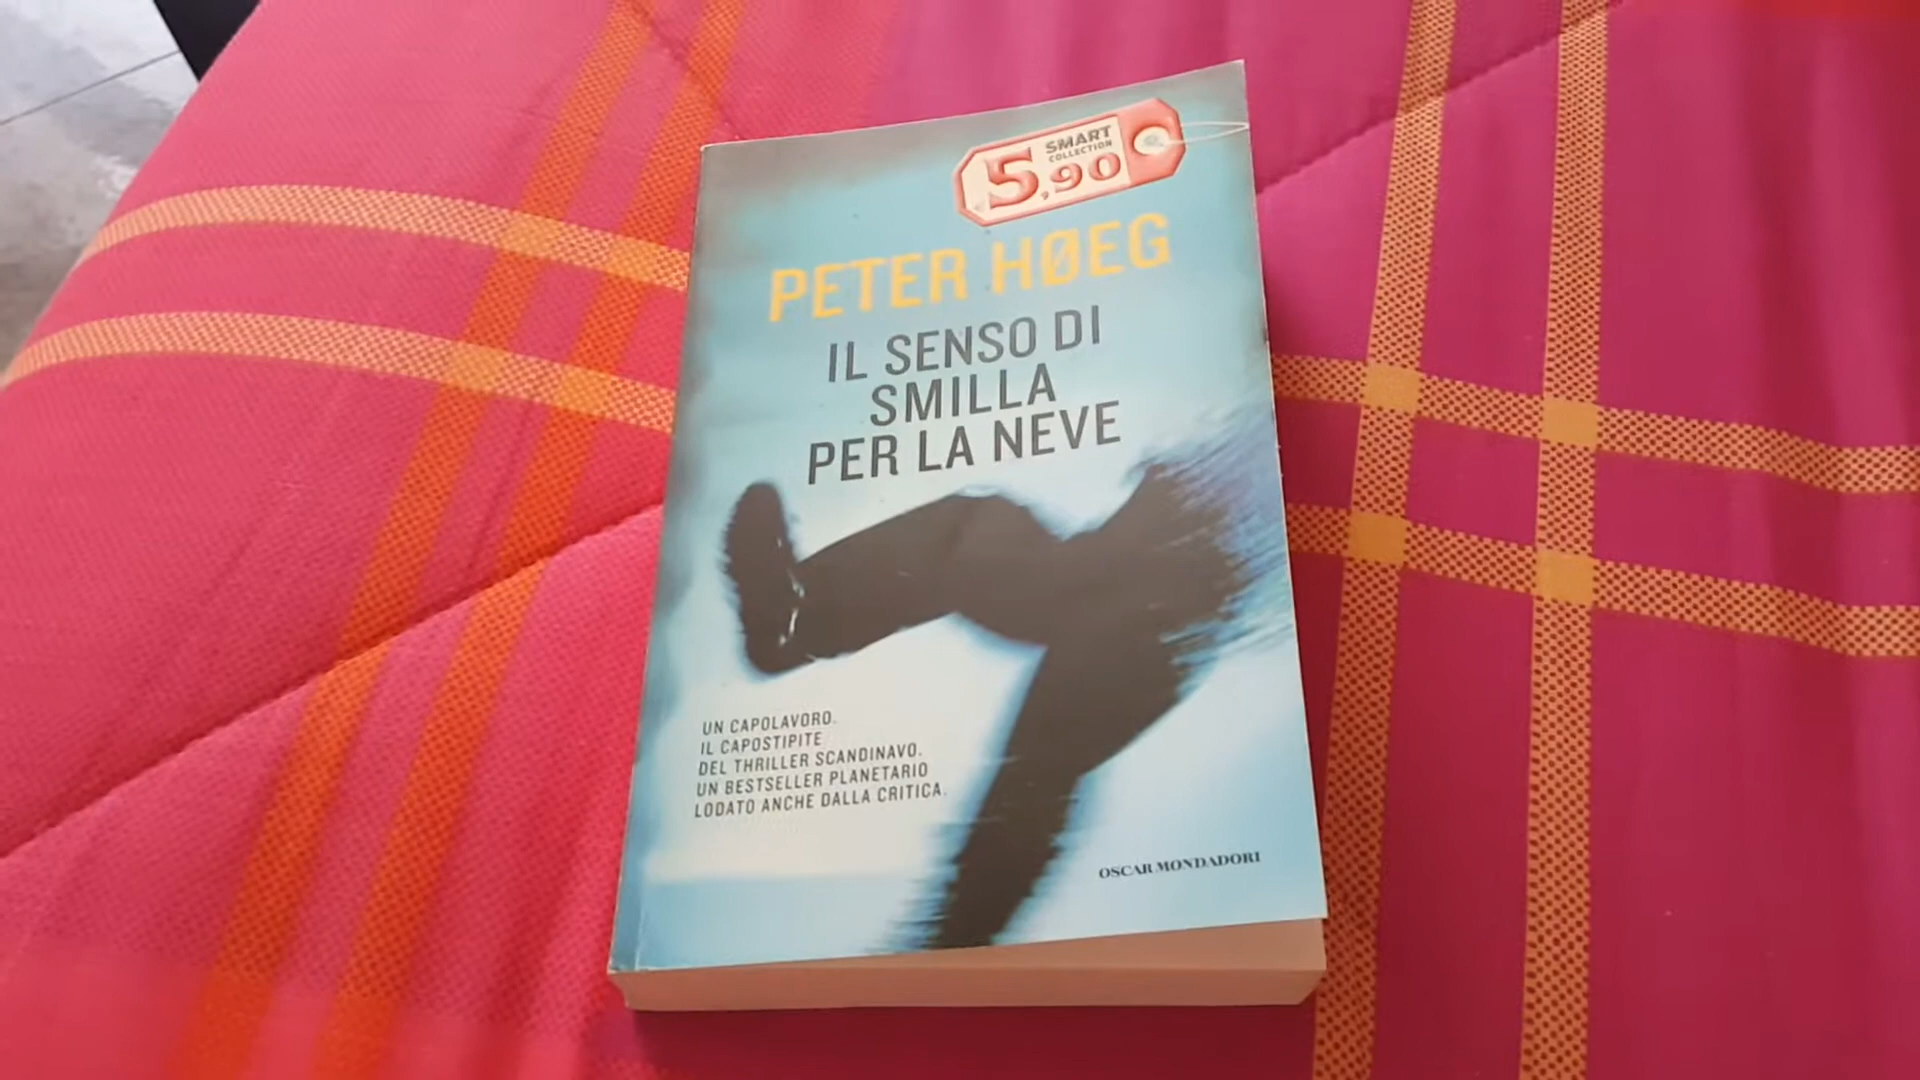 SMART
COLLECTION
5,90
PETER HØEG
IL SENSO DI
SMILLA
PER LA NEVE
UN CAPOLAVORO.
IL CAPOSTIPITE
DEL THRILLER SCANDINAVO.
UN BESTSELLER PLANETARIO
LODATO ANCHE DALLA CRITICA.
OSCAR MONDADORI